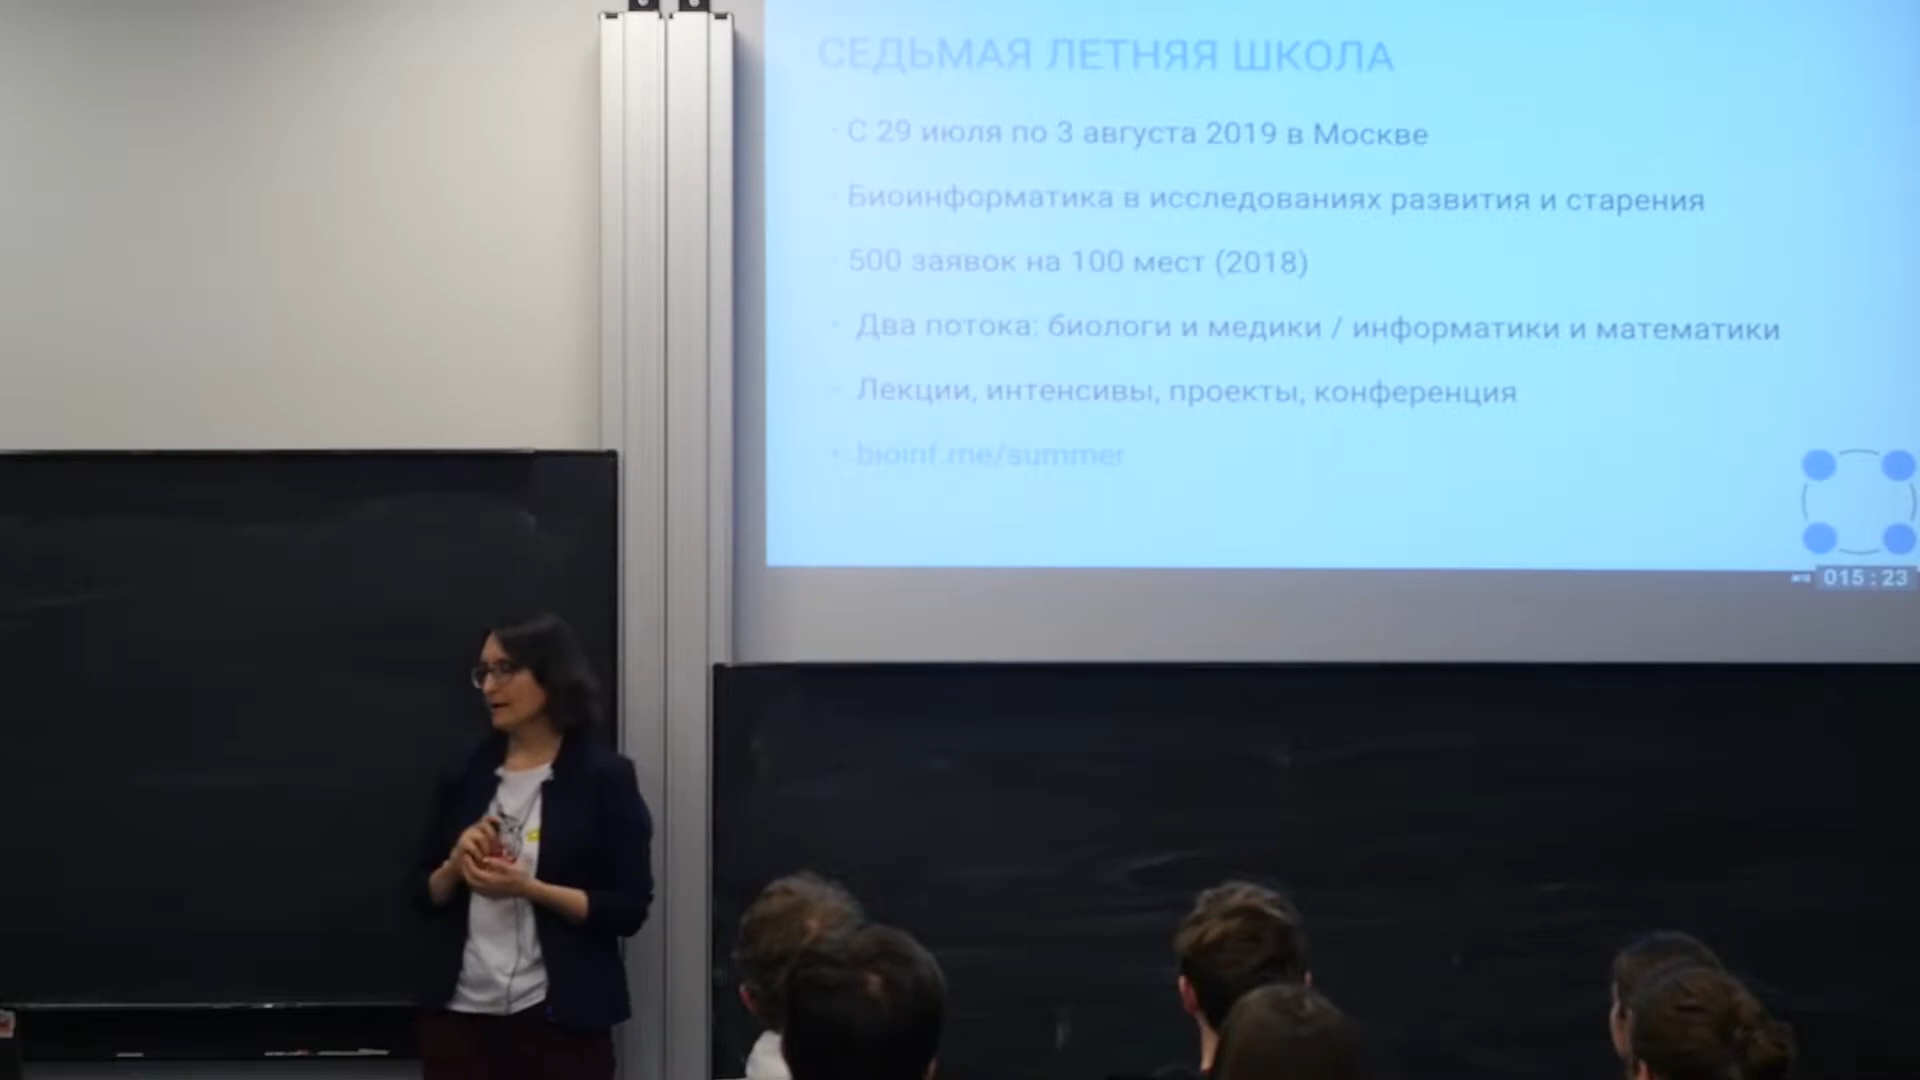 СЕДЬМАЯ ЛЕТНЯЯ ШКОЛА
· С 29 июля по 3 августа 2019 в Москве
· Биоинформатика в исследованиях развития и старения
· 500 заявок на 100 мест (2018)
· Два потока: биологи и медики / информатики и математики
· Лекции, интенсивы, проекты, конференция
· bioinf.me/summer
015:23